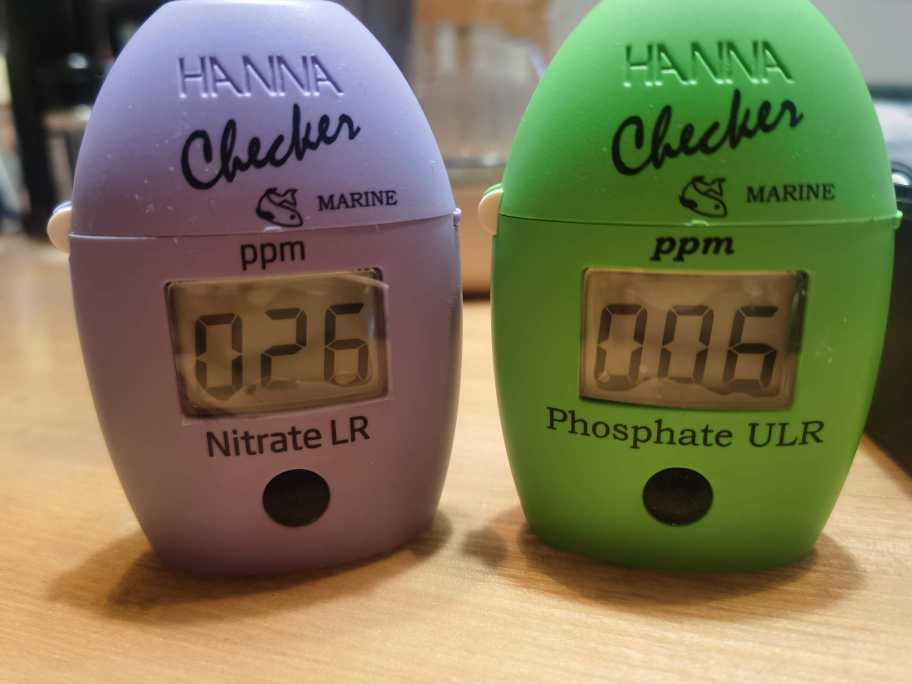 HANNA
Checker
MARINE
ppm
0.26
Nitrate LR
HANNA
Checker
MARINE
ppm
0.06
Phosphate ULR